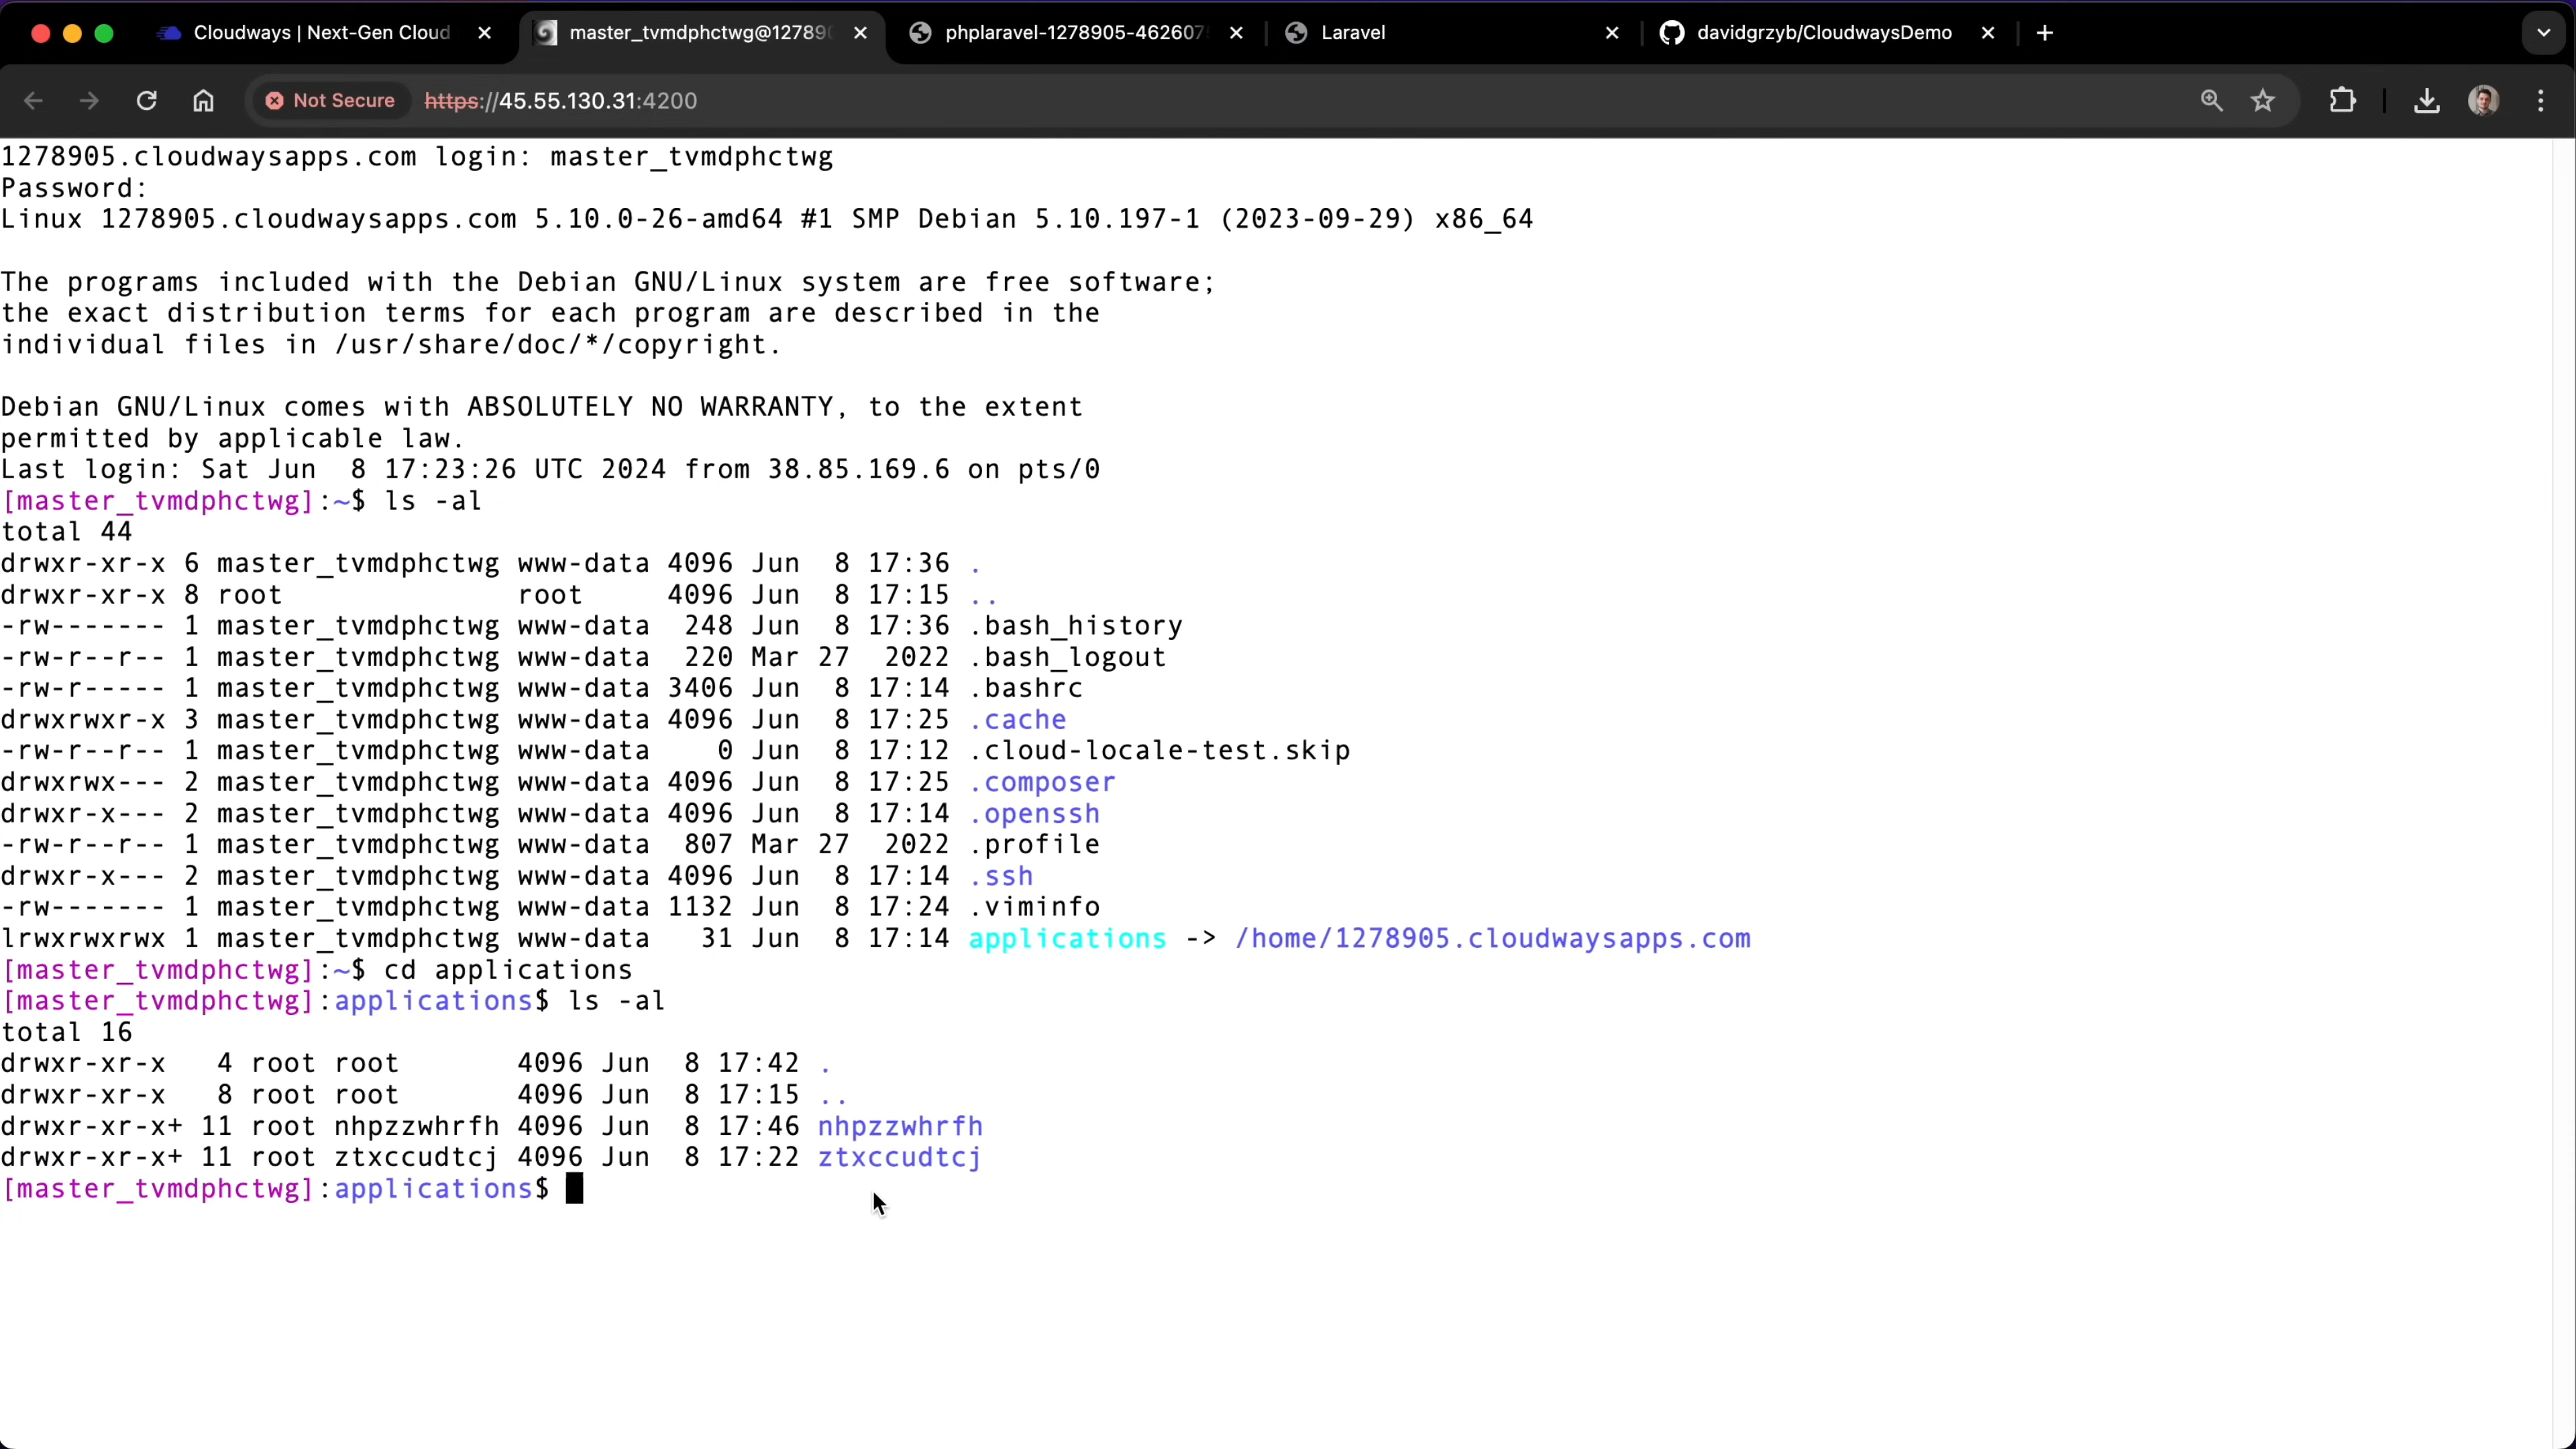 Cloudways | Next-Gen Cloud
master_tvmdphctwg@127890
phplaravel-1278905-462607
Laravel
davidgrzyb/CloudwaysDemo
Not Secure https://45.55.130.31:4200
1278905.cloudwaysapps.com login: master_tvmdphctwg
Password:
Linux 1278905.cloudwaysapps.com 5.10.0-26-amd64 #1 SMP Debian 5.10.197-1 (2023-09-29) x86_64
The programs included with the Debian GNU/Linux system are free software;
the exact distribution terms for each program are described in the
individual files in /usr/share/doc/*/copyright.
Debian GNU/Linux comes with ABSOLUTELY NO WARRANTY, to the extent
permitted by applicable law.
Last login: Sat Jun  8 17:23:26 UTC 2024 from 38.85.169.6 on pts/0
[master_tvmdphctwg]:~$ ls -al
total 44
drwxr-xr-x 6 master_tvmdphctwg www-data 4096 Jun  8 17:36 .
drwxr-xr-x 8 root              root     4096 Jun  8 17:15 ..
-rw------- 1 master_tvmdphctwg www-data  248 Jun  8 17:36 .bash_history
-rw-r--r-- 1 master_tvmdphctwg www-data  220 Mar 27  2022 .bash_logout
-rw-r----- 1 master_tvmdphctwg www-data 3406 Jun  8 17:14 .bashrc
drwxrwxr-x 3 master_tvmdphctwg www-data 4096 Jun  8 17:25 .cache
-rw-r--r-- 1 master_tvmdphctwg www-data    0 Jun  8 17:12 .cloud-locale-test.skip
drwxrwx--- 2 master_tvmdphctwg www-data 4096 Jun  8 17:25 .composer
drwxr-x--- 2 master_tvmdphctwg www-data 4096 Jun  8 17:14 .openssh
-rw-r--r-- 1 master_tvmdphctwg www-data  807 Mar 27  2022 .profile
drwxr-x--- 2 master_tvmdphctwg www-data 4096 Jun  8 17:14 .ssh
-rw------- 1 master_tvmdphctwg www-data 1132 Jun  8 17:24 .viminfo
lrwxrwxrwx 1 master_tvmdphctwg www-data   31 Jun  8 17:14 applications -> /home/1278905.cloudwaysapps.com
[master_tvmdphctwg]:~$ cd applications
[master_tvmdphctwg]:applications$ ls -al
total 16
drwxr-xr-x   4 root root       4096 Jun  8 17:42 .
drwxr-xr-x   8 root root       4096 Jun  8 17:15 ..
drwxr-xr-x+ 11 root nhpzzwhrfh 4096 Jun  8 17:46 nhpzzwhrfh
drwxr-xr-x+ 11 root ztxccudtcj 4096 Jun  8 17:22 ztxccudtcj
[master_tvmdphctwg]:applications$